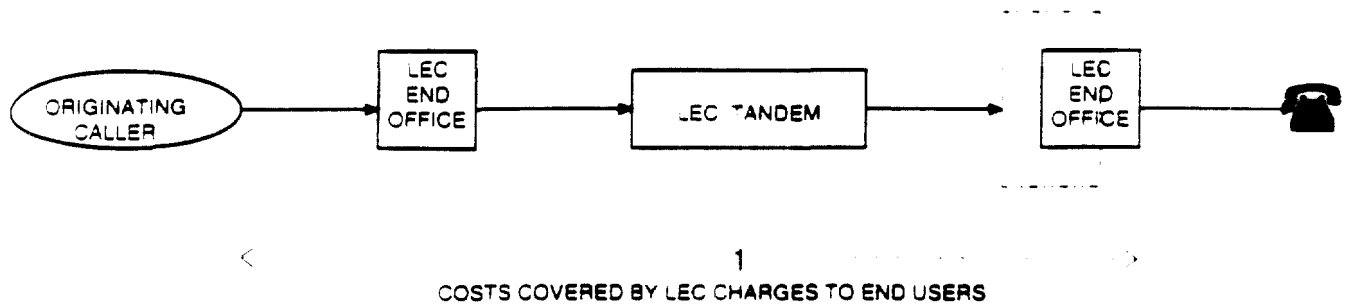 ORIGINATING
CALLER
LEC
END
OFFICE
LEC TANDEM
LEC
END
OFFICE
1
COSTS COVERED BY LEC CHARGES TO END USERS